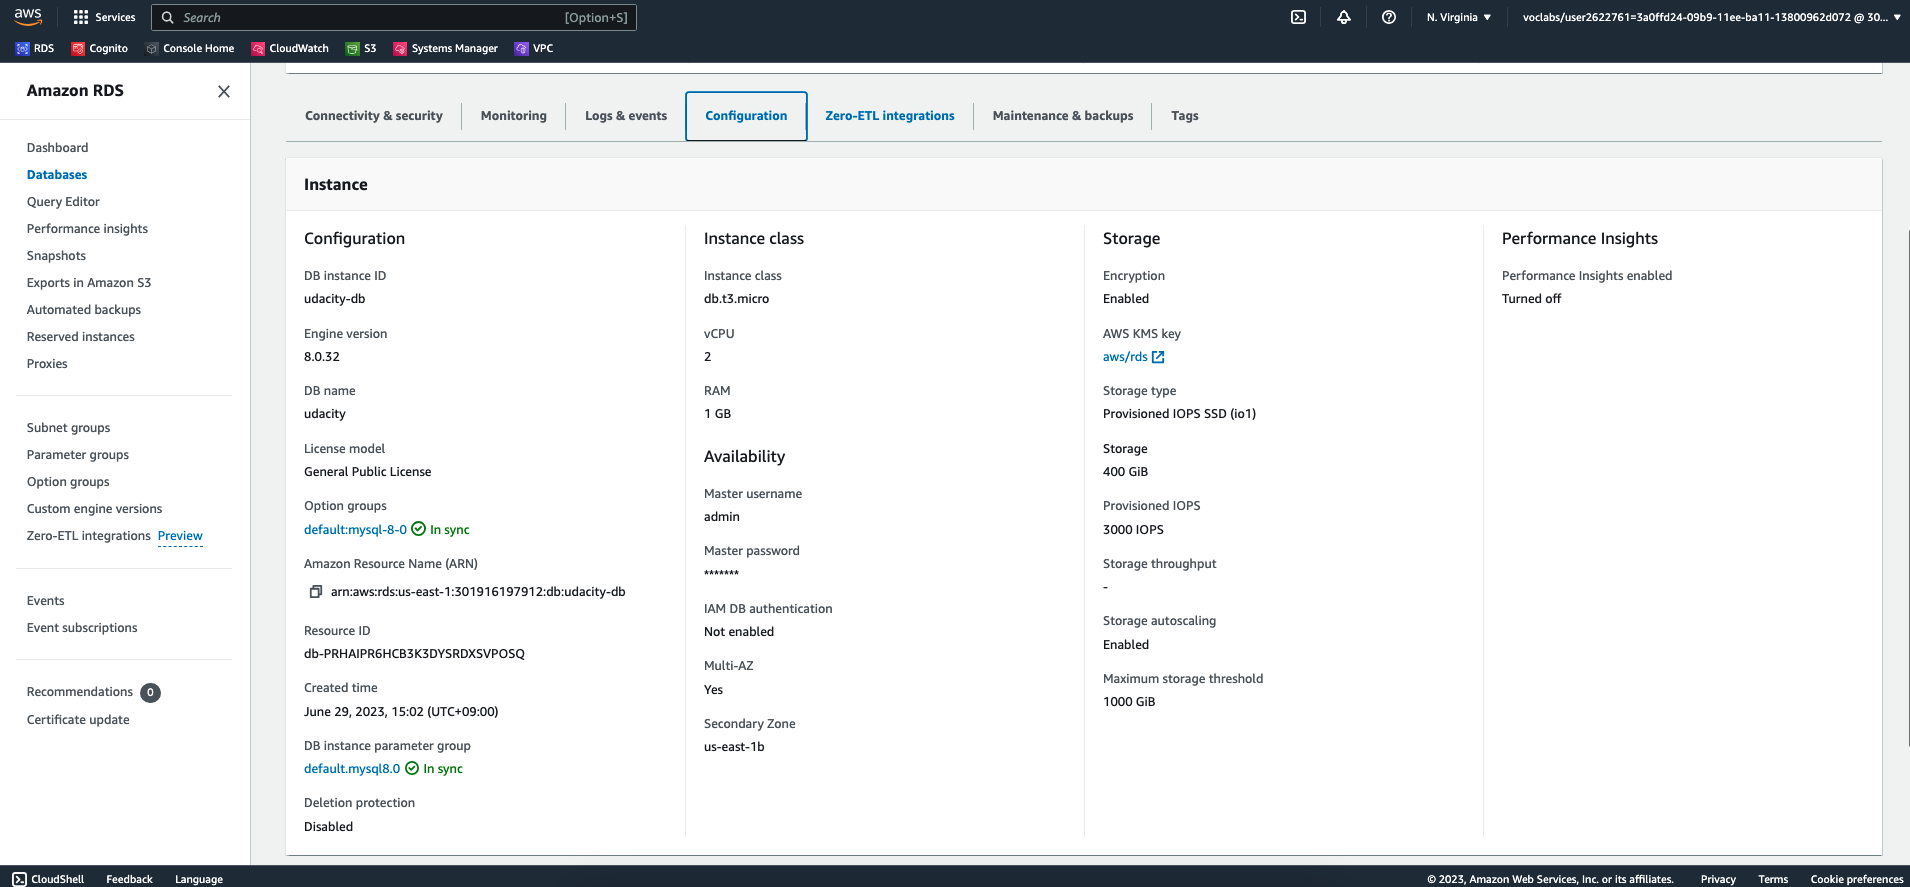 aws
Services
Search
[Option+S]
N. Virginia
voclabs/user2622761=3a0ffd24-09b9-11ee-ba11-13800962d072 @ 30...
RDS
Cognito
Console Home
CloudWatch
S3
Systems Manager
VPC
Amazon RDS
Dashboard
Databases
Query Editor
Performance insights
Snapshots
Exports in Amazon S3
Automated backups
Reserved instances
Proxies
Subnet groups
Parameter groups
Option groups
Custom engine versions
Zero-ETL integrations Preview
Events
Event subscriptions
Recommendations 0
Certificate update
Connectivity & security
Monitoring
Logs & events
Configuration
Zero-ETL integrations
Maintenance & backups
Tags
Instance
Configuration
DB instance ID
udacity-db
Engine version
8.0.32
DB name
udacity
License model
General Public License
Option groups
default:mysql-8-0 In sync
Amazon Resource Name (ARN)
arn:aws:rds:us-east-1:301916197912:db:udacity-db
Resource ID
db-PRHAIPR6HCB3K3DYSRDXSVPOSQ
Created time
June 29, 2023, 15:02 (UTC+09:00)
DB instance parameter group
default.mysql8.0 In sync
Deletion protection
Disabled
Instance class
Instance class
db.t3.micro
vCPU
2
RAM
1 GB
Availability
Master username
admin
Master password
*******
IAM DB authentication
Not enabled
Multi-AZ
Yes
Secondary Zone
us-east-1b
Storage
Encryption
Enabled
AWS KMS key
aws/rds
Storage type
Provisioned IOPS SSD (io1)
Storage
400 GiB
Provisioned IOPS
3000 IOPS
Storage throughput
-
Storage autoscaling
Enabled
Maximum storage threshold
1000 GiB
Performance Insights
Performance Insights enabled
Turned off
CloudShell
Feedback
Language
© 2023, Amazon Web Services, Inc. or its affiliates.
Privacy
Terms
Cookie preferences